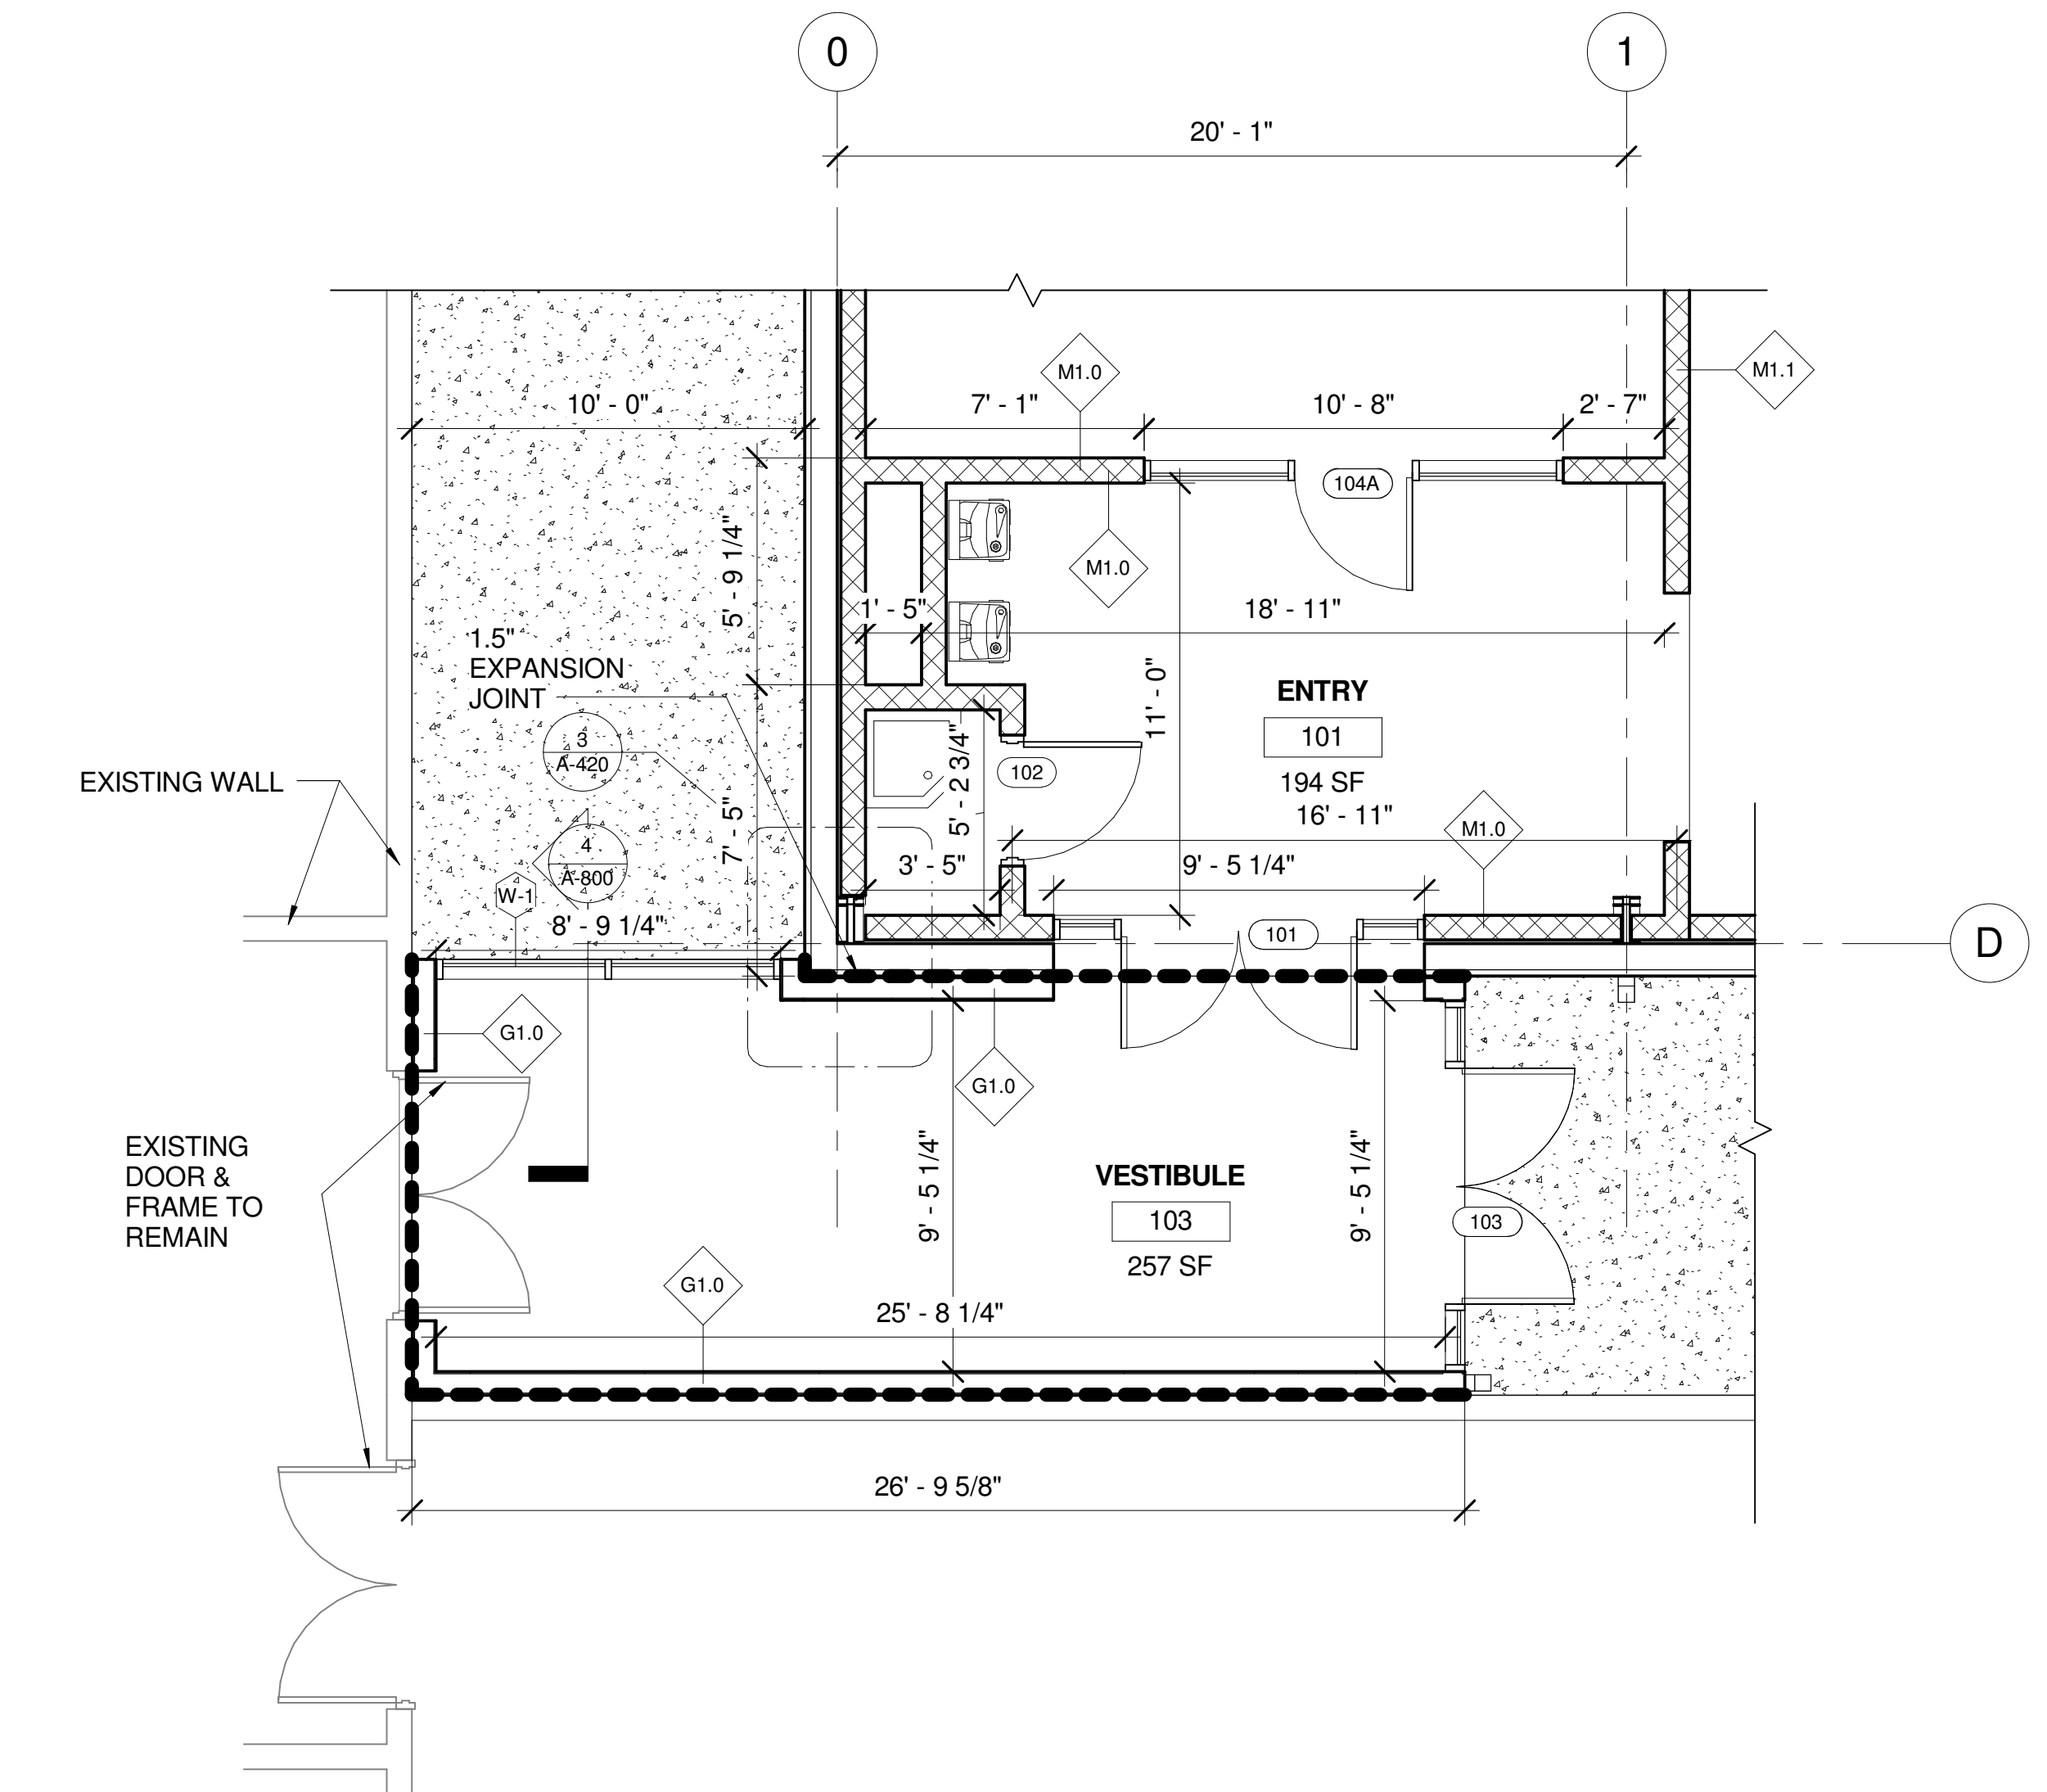 0
1
20' - 1"
M1.0
M1.1
10' - 0"
7' - 1"
10' - 8"
2' - 7"
104A
5' - 9 1/4"
M1.0
1' - 5"
18' - 11"
1.5"
EXPANSION
JOINT
11' - 0"
ENTRY
101
194 SF
3
A-420
5' - 2 3/4"
102
EXISTING WALL
16' - 11"
M1.0
7' - 5"
4
A-800
3' - 5"
9' - 5 1/4"
W-1
8' - 9 1/4"
101
D
G1.0
G1.0
EXISTING
DOOR &
FRAME TO
REMAIN
9' - 5 1/4"
VESTIBULE
103
257 SF
9' - 5 1/4"
103
G1.0
25' - 8 1/4"
26' - 9 5/8"